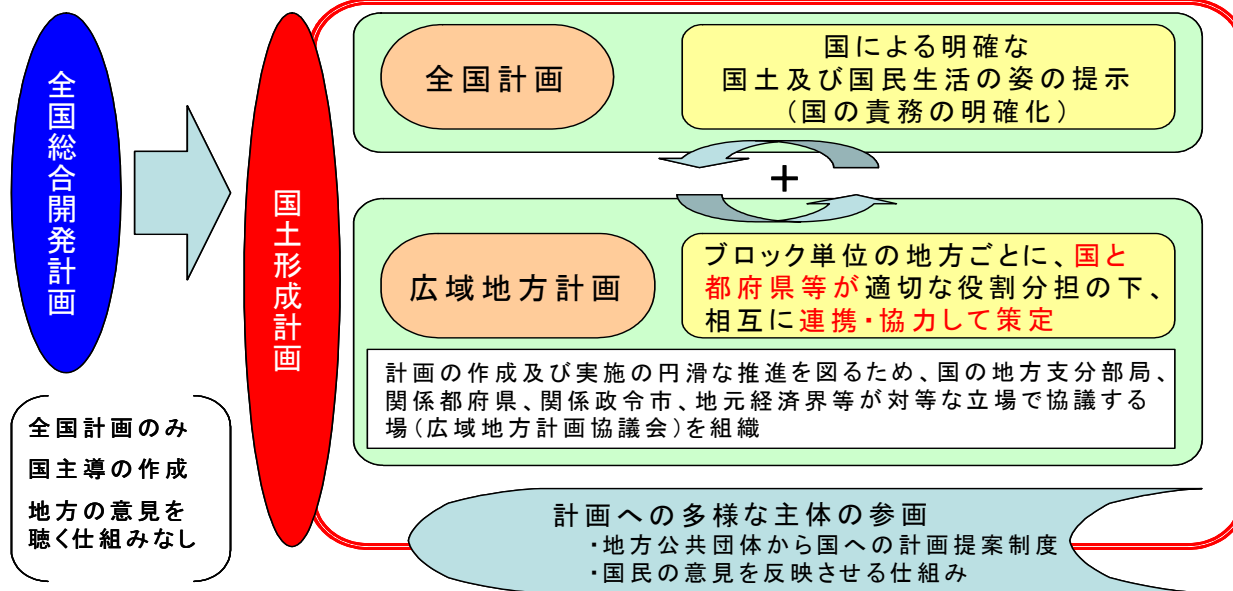 全国総合開発計画
全国計画のみ
国主導の作成
地方の意見を
聴く仕組みなし
国土形成計画
全国計画
国による明確な
国土及び国民生活の姿の提示
(国の責務の明確化)
+
広域地方計画
ブロック単位の地方ごとに、国と
都府県等が適切な役割分担の下、
相互に連携・協力して策定
計画の作成及び実施の円滑な推進を図るため、国の地方支分部局、
関係都府県、関係政令市、地元経済界等が対等な立場で協議する
場(広域地方計画協議会)を組織
計画への多様な主体の参画
・地方公共団体から国への計画提案制度
・国民の意見を反映させる仕組み